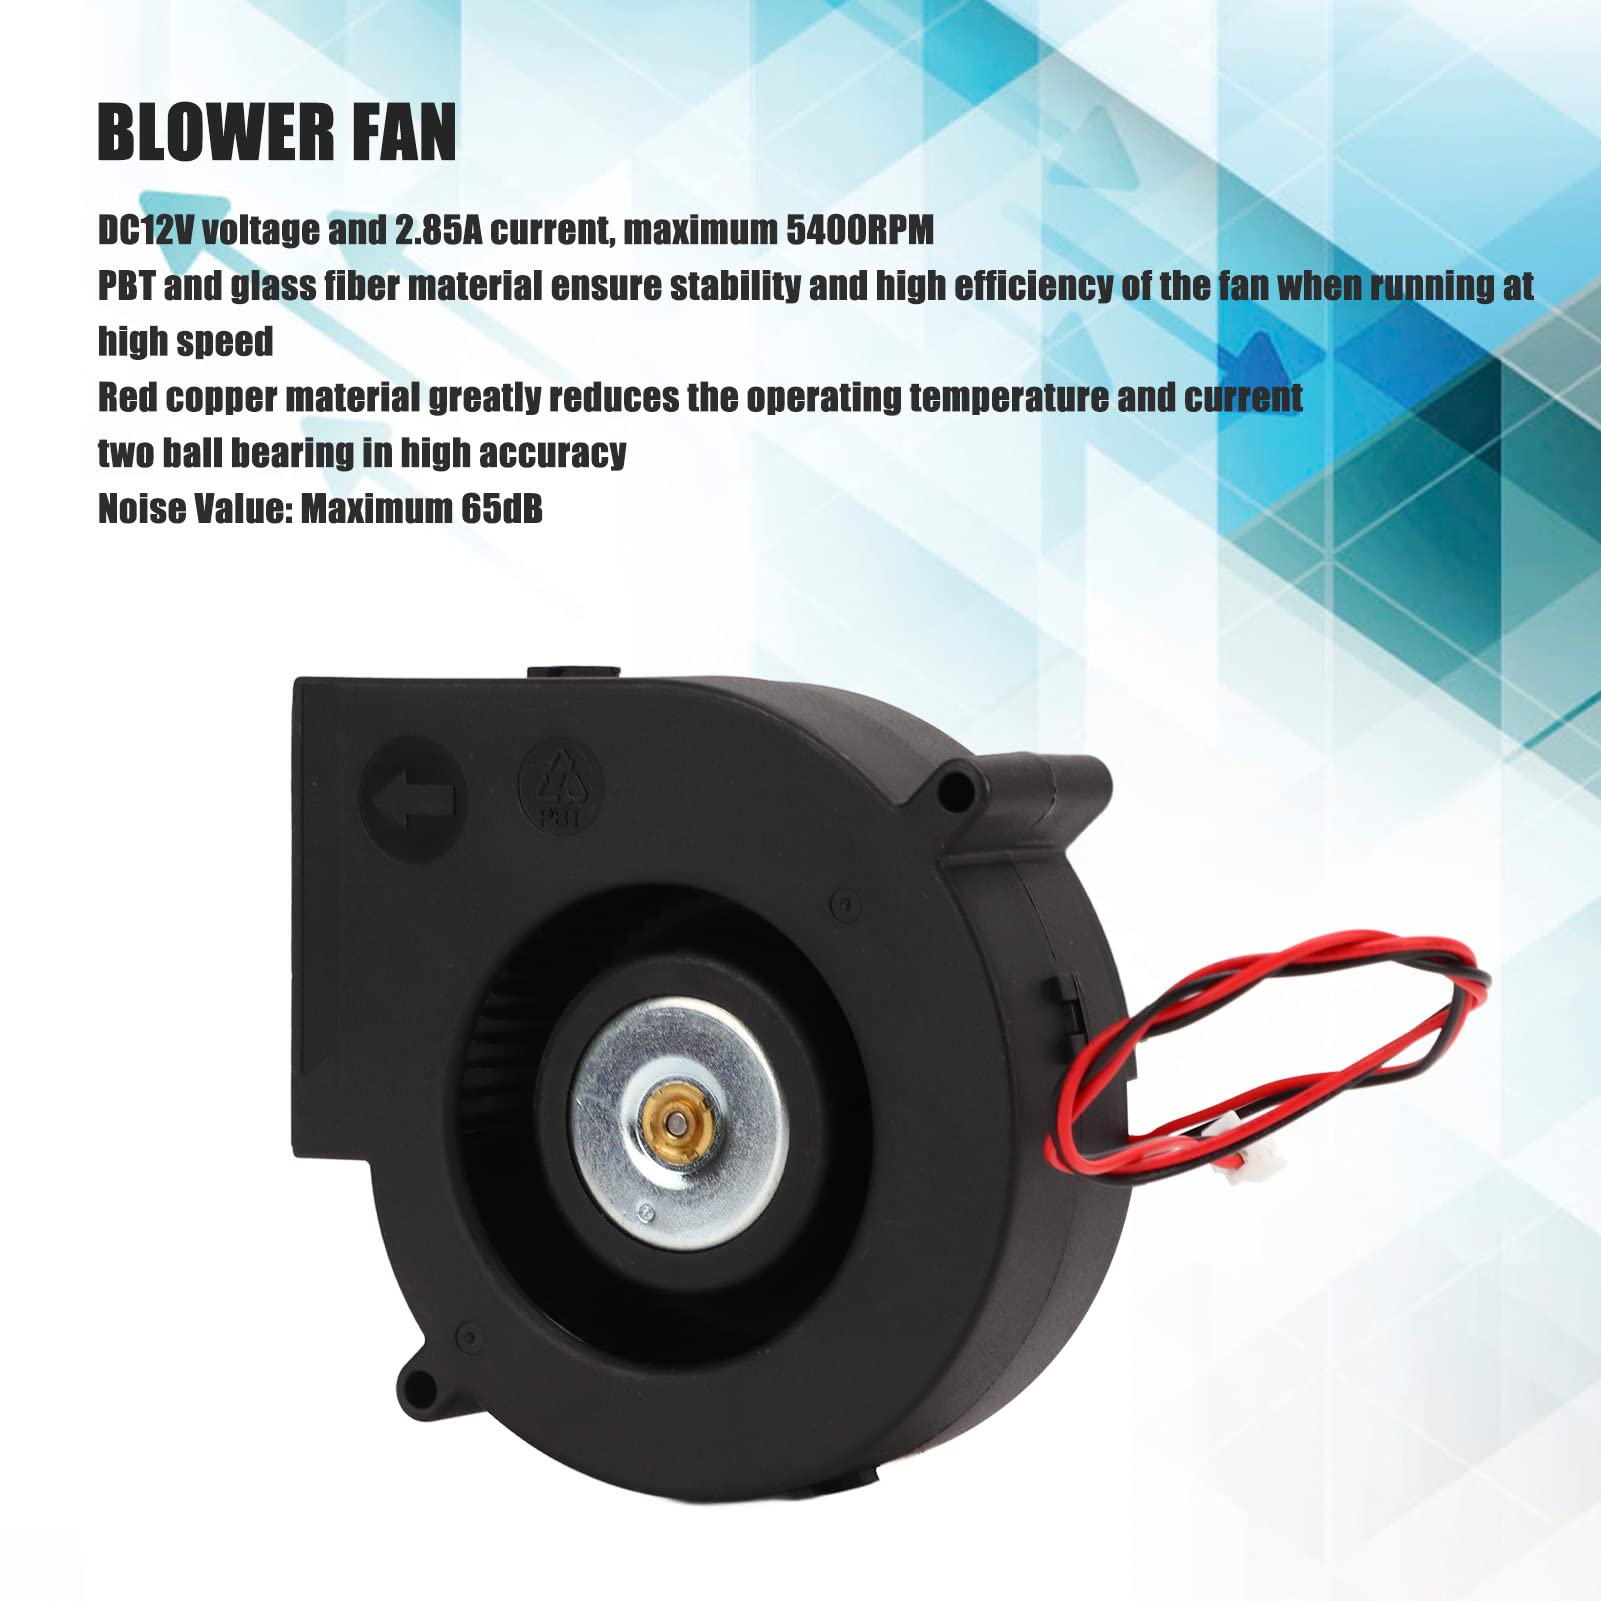 BLOWER FAN
DC12V voltage and 2.85A current, maximum 5400RPM
PBT and glass fiber material ensure stability and high efficiency of the fan when running at
high speed
Red copper material greatly reduces the operating temperature and current
two ball bearing in high accuracy
Noise Value: Maximum 65dB
PBT